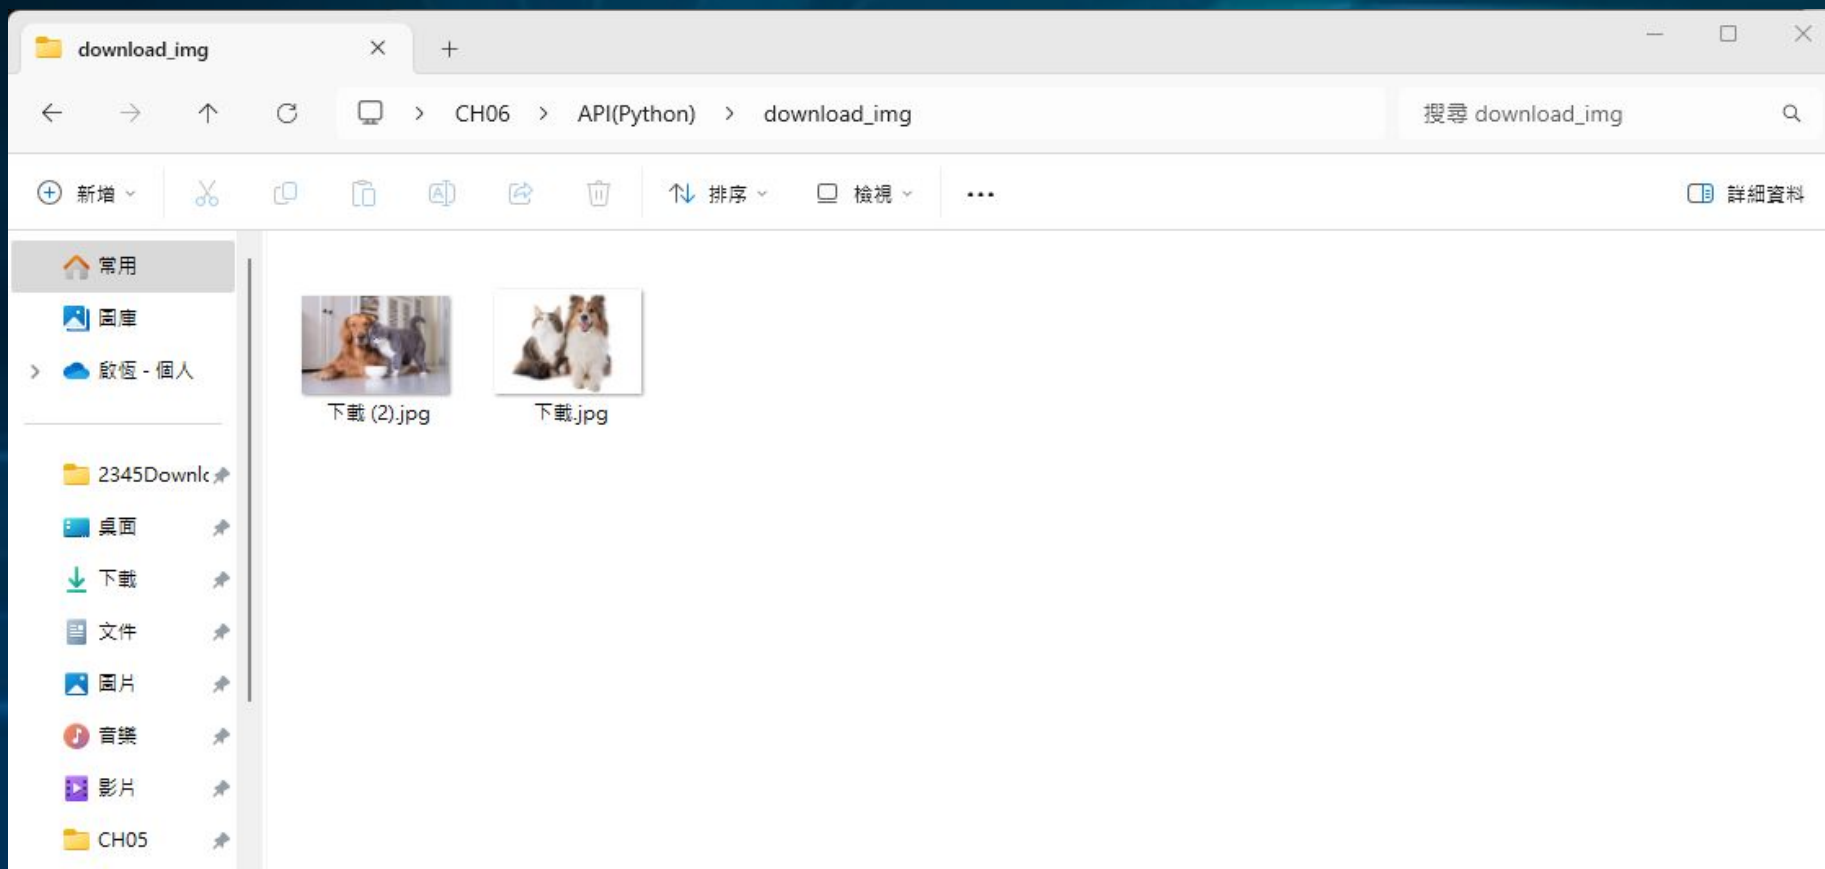 download_img
CH06 > API(Python) > download_img
搜尋 download_img
新增
排序
檢視
詳細資料
常用
圖庫
啟恆 - 個人
2345Downlc
桌面
下載
文件
圖片
音樂
影片
CH05
下載 (2).jpg
下載.jpg